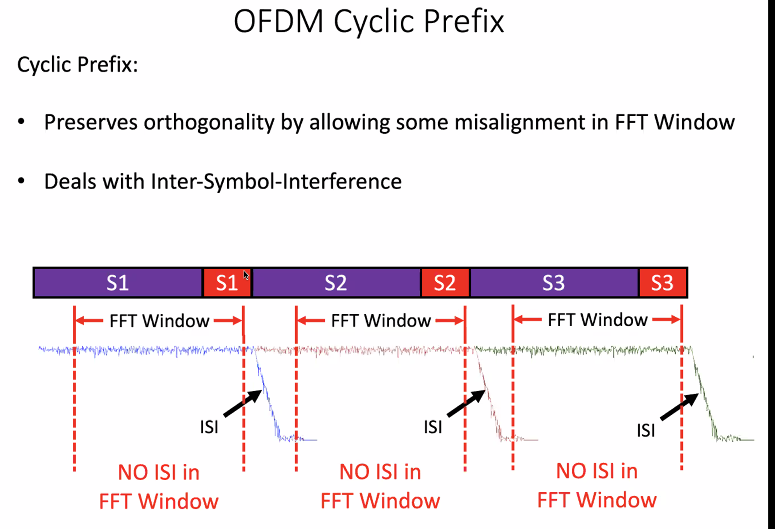 OFDM Cyclic Prefix
Cyclic Prefix:
• Preserves orthogonality by allowing some misalignment in FFT Window
• Deals with Inter-Symbol-Interference
S1 S1 S2 S2 S3 S3
FFT Window FFT Window FFT Window
ISI ISI ISI
NO ISI in NO ISI in NO ISI in
FFT Window FFT Window FFT Window